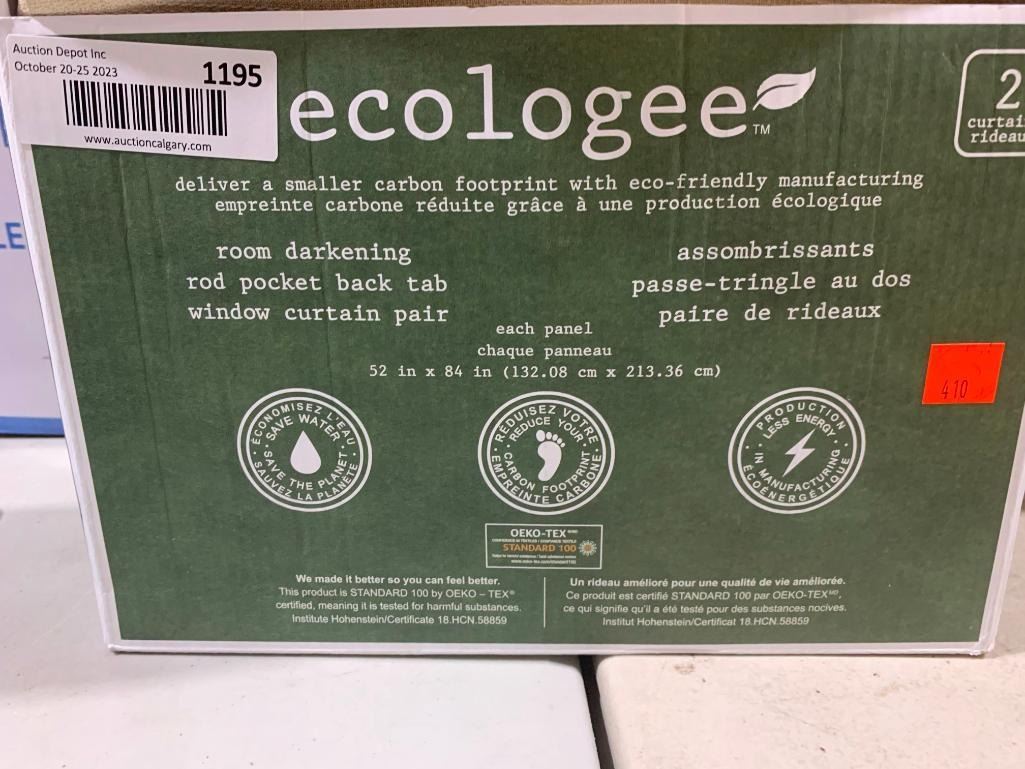 Auction Depot Inc
October 20-25 2023
1195
www.auctioncalgary.com
ecologee™
2
curtai
rideau
deliver a smaller carbon footprint with eco-friendly manufacturing
empreinte carbone réduite grâce à une production écologique
room darkening
rod pocket back tab
window curtain pair
assombrissants
passe-tringle au dos
paire de rideaux
each panel
chaque panneau
52 in x 84 in (132.08 cm x 213.36 cm)
410
ÉCONOMISEZ L'EAU
SAVE WATER
SAVE THE PLANET
SAUVEZ LA PLANÈTE
RÉDUISEZ VOTRE
REDUCE YOUR
CARBON FOOTPRINT
EMPREINTE CARBONE
PRODUCTION
LESS ENERGY
IN MANUFACTURING
ÉCOÉNERGÉTIQUE
OEKO-TEX
STANDARD 100
We made it better so you can feel better.
This product is STANDARD 100 by OEKO – TEX®
certified, meaning it is tested for harmful substances.
Institute Hohenstein/Certificate 18.HCN.58859
Un rideau amélioré pour une qualité de vie améliorée.
Ce produit est certifié STANDARD 100 par OEKO-TEXᴹᴰ,
ce qui signifie qu'il a été testé pour des substances nocives.
Institut Hohenstein/Certificat 18.HCN.58859